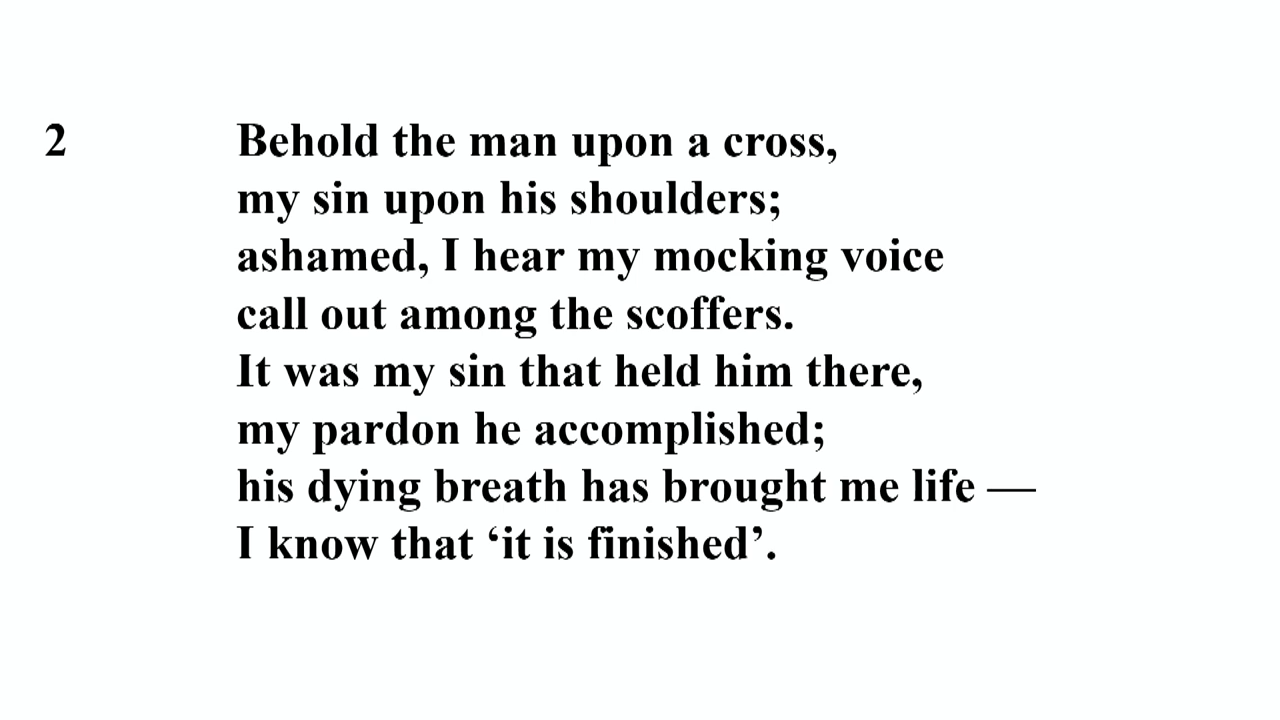 2 Behold the man upon a cross,
my sin upon his shoulders;
ashamed, I hear my mocking voice
call out among the scoffers.
It was my sin that held him there,
my pardon he accomplished;
his dying breath has brought me life —
I know that ‘it is finished’.